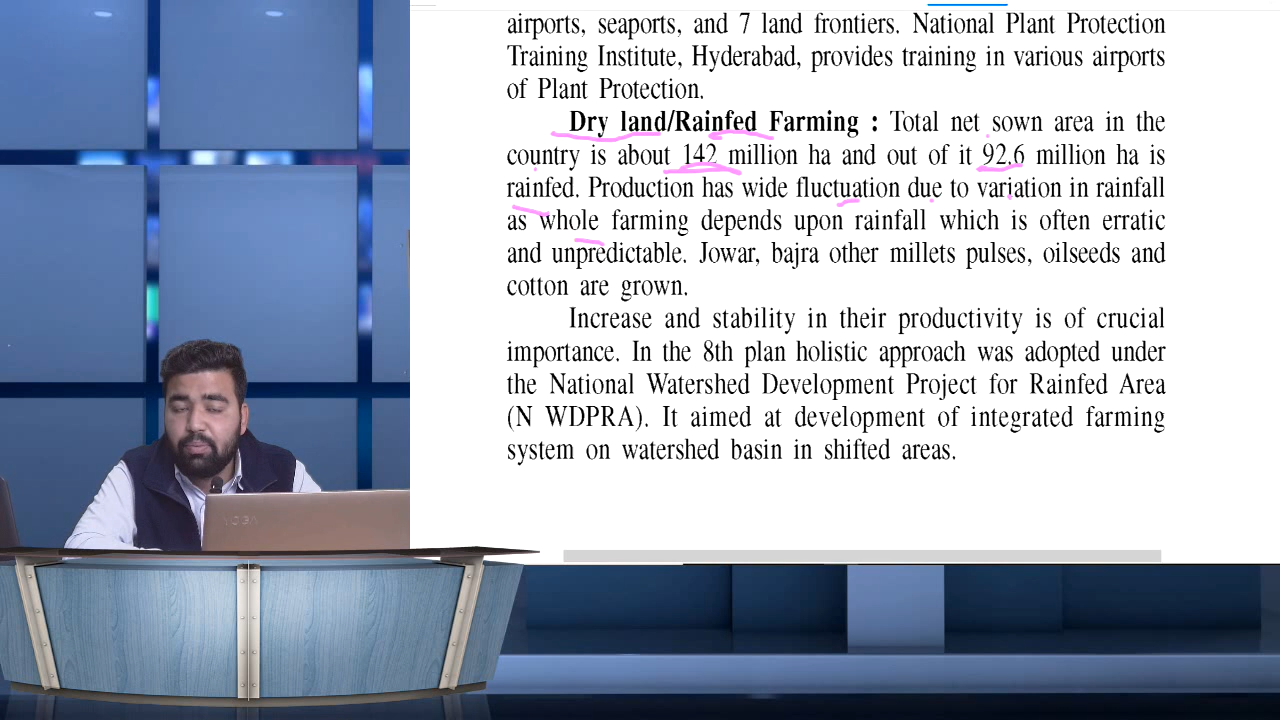 airports, seaports, and 7 land frontiers. National Plant Protection
Training Institute, Hyderabad, provides training in various airports
of Plant Protection.
Dry land/Rainfed Farming : Total net sown area in the
country is about 142 million ha and out of it 92.6 million ha is
rainfed. Production has wide fluctuation due to variation in rainfall
as whole farming depends upon rainfall which is often erratic
and unpredictable. Jowar, bajra other millets pulses, oilseeds and
cotton are grown.
Increase and stability in their productivity is of crucial
importance. In the 8th plan holistic approach was adopted under
the National Watershed Development Project for Rainfed Area
(N WDPRA). It aimed at development of integrated farming
system on watershed basin in shifted areas.
YOGA